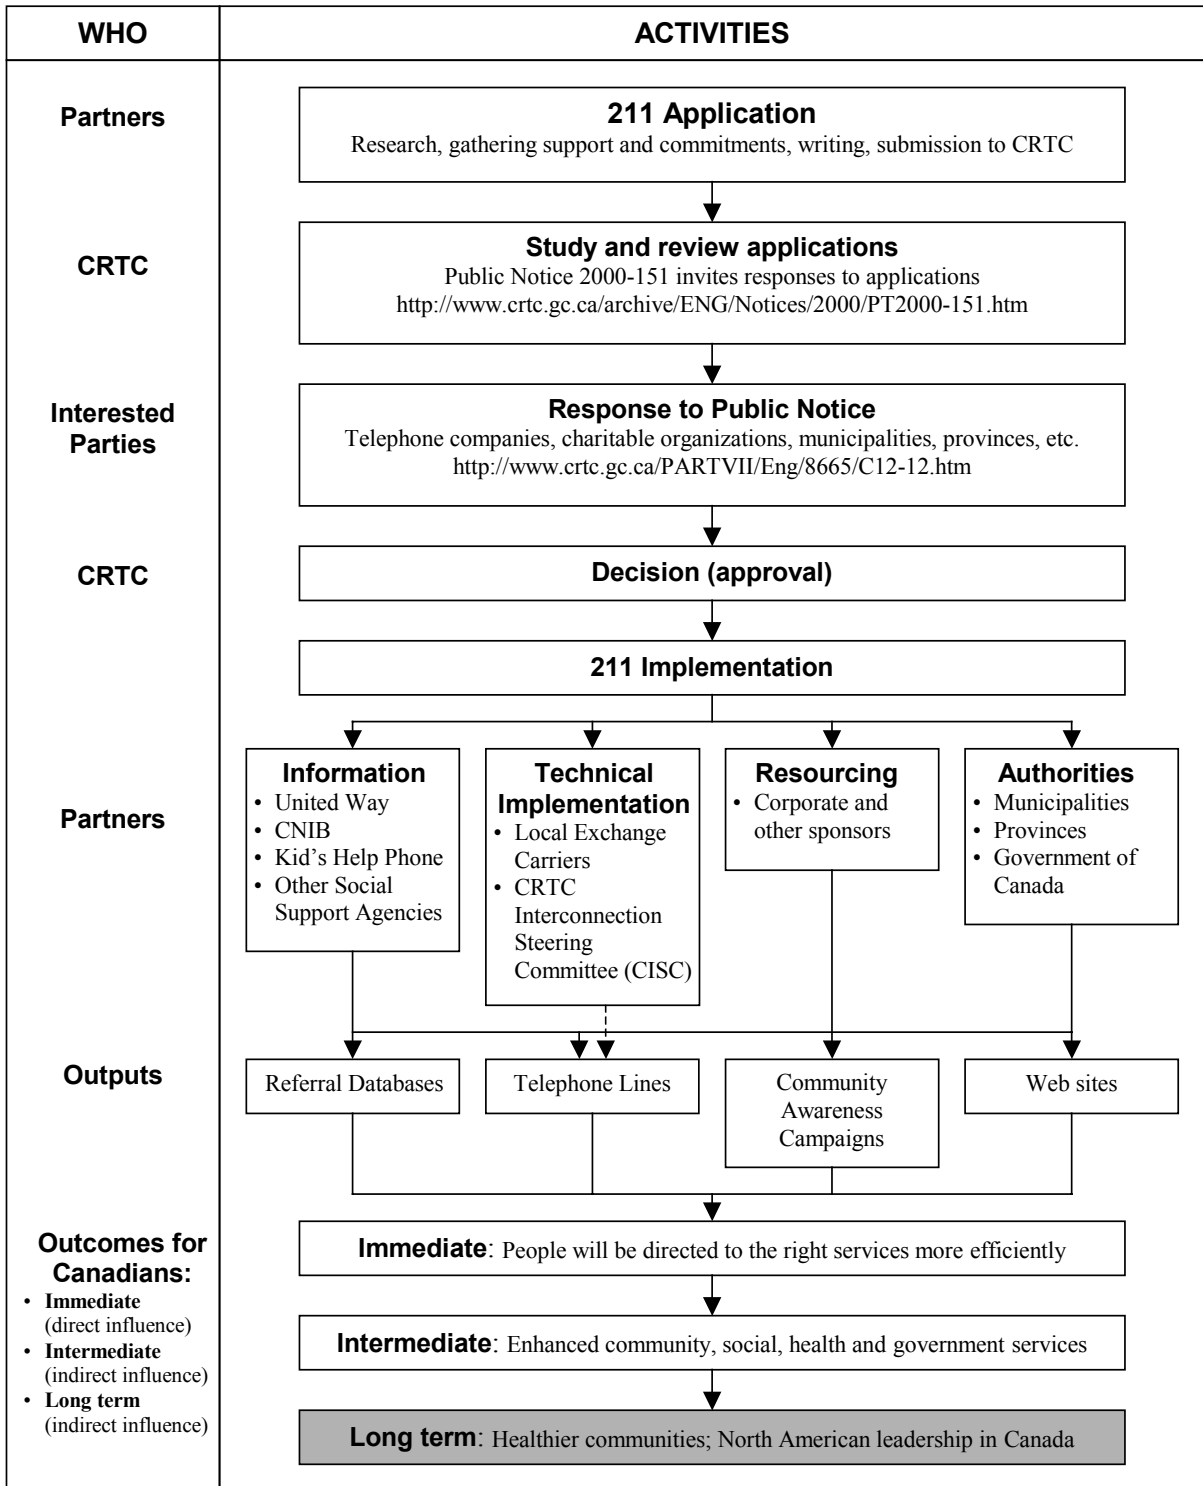 WHO
ACTIVITIES
Partners
211 Application
Research, gathering support and commitments, writing, submission to CRTC
CRTC
Study and review applications
Public Notice 2000-151 invites responses to applications
http://www.crtc.gc.ca/archive/ENG/Notices/2000/PT2000-151.htm
Interested
Parties
Response to Public Notice
Telephone companies, charitable organizations, municipalities, provinces, etc.
http://www.crtc.gc.ca/PARTVII/Eng/8665/C12-12.htm
CRTC
Decision (approval)
211 Implementation
Partners
Information
• United Way
• CNIB
• Kid's Help Phone
• Other Social
Support Agencies
Technical
Implementation
• Local Exchange
Carriers
• CRTC
Interconnection
Steering
Committee (CISC)
Resourcing
• Corporate and
other sponsors
Authorities
• Municipalities
• Provinces
• Government of
Canada
Outputs
Referral Databases
Telephone Lines
Community
Awareness
Campaigns
Web sites
Outcomes for
Canadians:
• Immediate
(direct influence)
• Intermediate
(indirect influence)
• Long term
(indirect influence)
Immediate: People will be directed to the right services more efficiently
Intermediate: Enhanced community, social, health and government services
Long term: Healthier communities; North American leadership in Canada